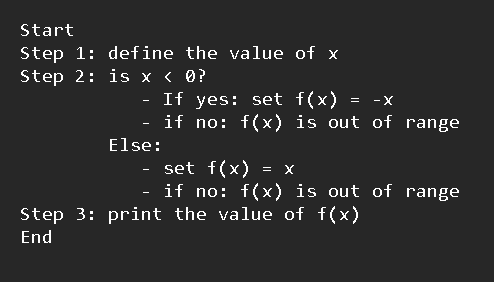 Start
Step 1: define the value of x
Step 2: is x < 0?
- If yes: set f(x) = -x
- if no: f(x) is out of range
Else:
- set f(x) = x
- if no: f(x) is out of range
Step 3: print the value of f(x)
End